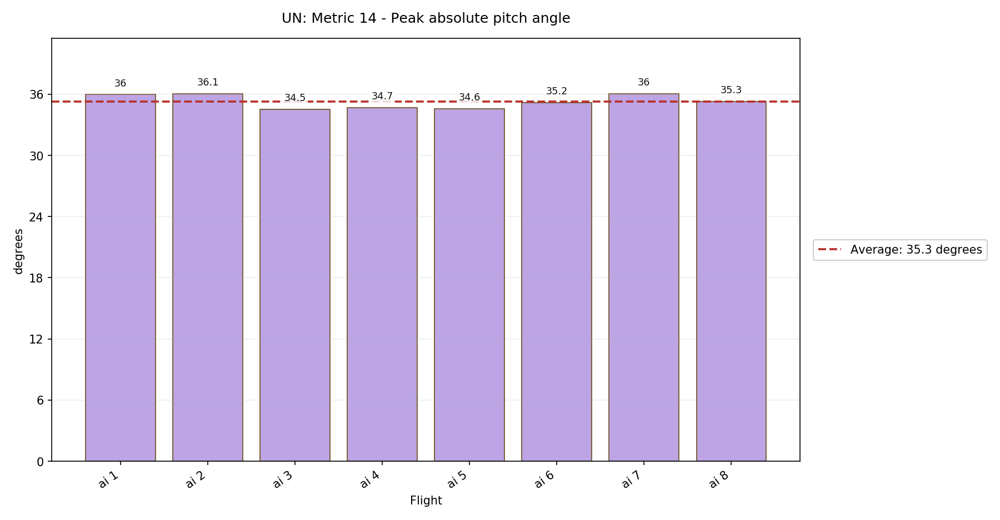 UN: Metric 14 - Peak absolute pitch angle
36
36.1
34.5
34.7
34.6
35.2
36
35.3
36
30
24
18
12
6
0
degrees
ai 1
ai 2
ai 3
ai 4
ai 5
ai 6
ai 7
ai 8
Flight
Average: 35.3 degrees